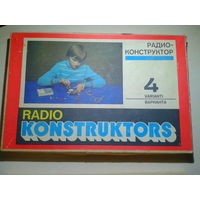 РАДИО-
КОНСТРУКТОР
4
VARIANTI
ВАРИАНТА
RADIO
KONSTRUKTORS